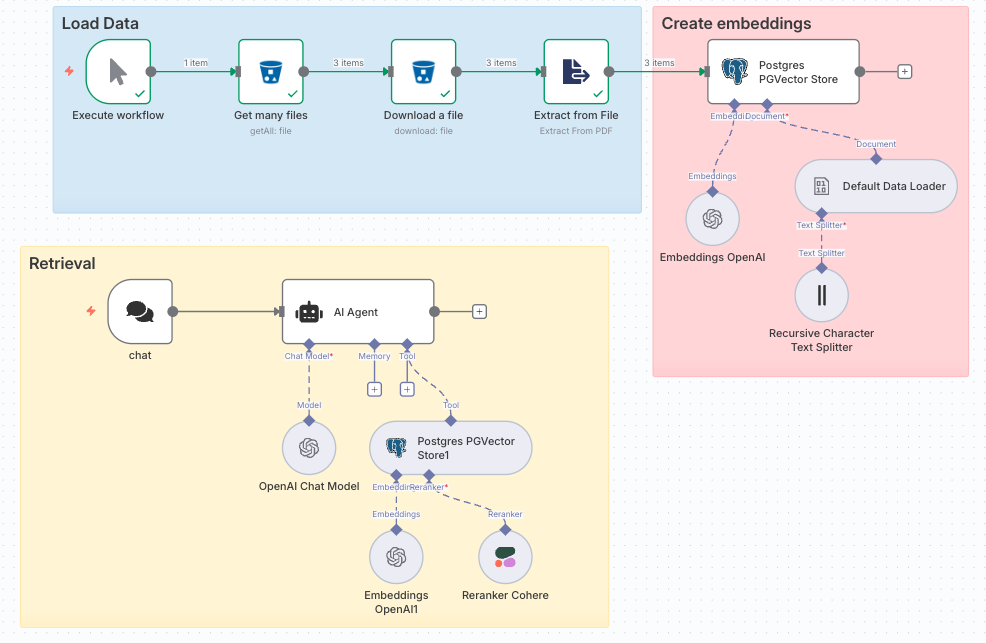 Load Data
1 item
3 items
3 items
3 items
Execute workflow
Get many files
getAll: file
Download a file
download: file
Extract from File
Extract From PDF
Create embeddings
Postgres
PGVector Store
Document*
Embeddings
Embeddings OpenAI
Document
Default Data Loader
Text Splitter*
Text Splitter
Recursive Character
Text Splitter
Retrieval
chat
AI Agent
Chat Model*
Memory
Tool
Model
OpenAI Chat Model
Tool
Postgres PGVector
Store1
Reranker*
Embeddings
Embeddings
OpenAI1
Reranker
Reranker Cohere